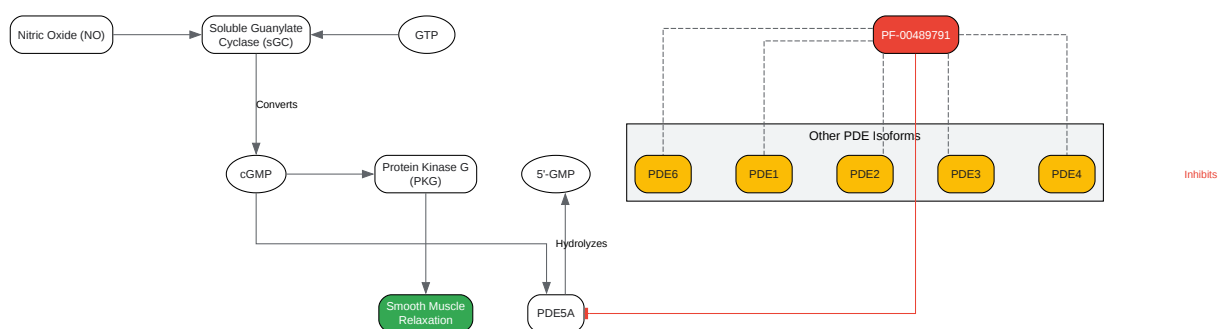 Nitric Oxide (NO)
Soluble Guanylate
Cyclase (sGC)
GTP
PF-00489791
Converts
Other PDE Isoforms
cGMP
Protein Kinase G
(PKG)
5'-GMP
PDE6
PDE1
PDE2
PDE3
PDE4
Inhibits
Hydrolyzes
Smooth Muscle
Relaxation
PDE5A